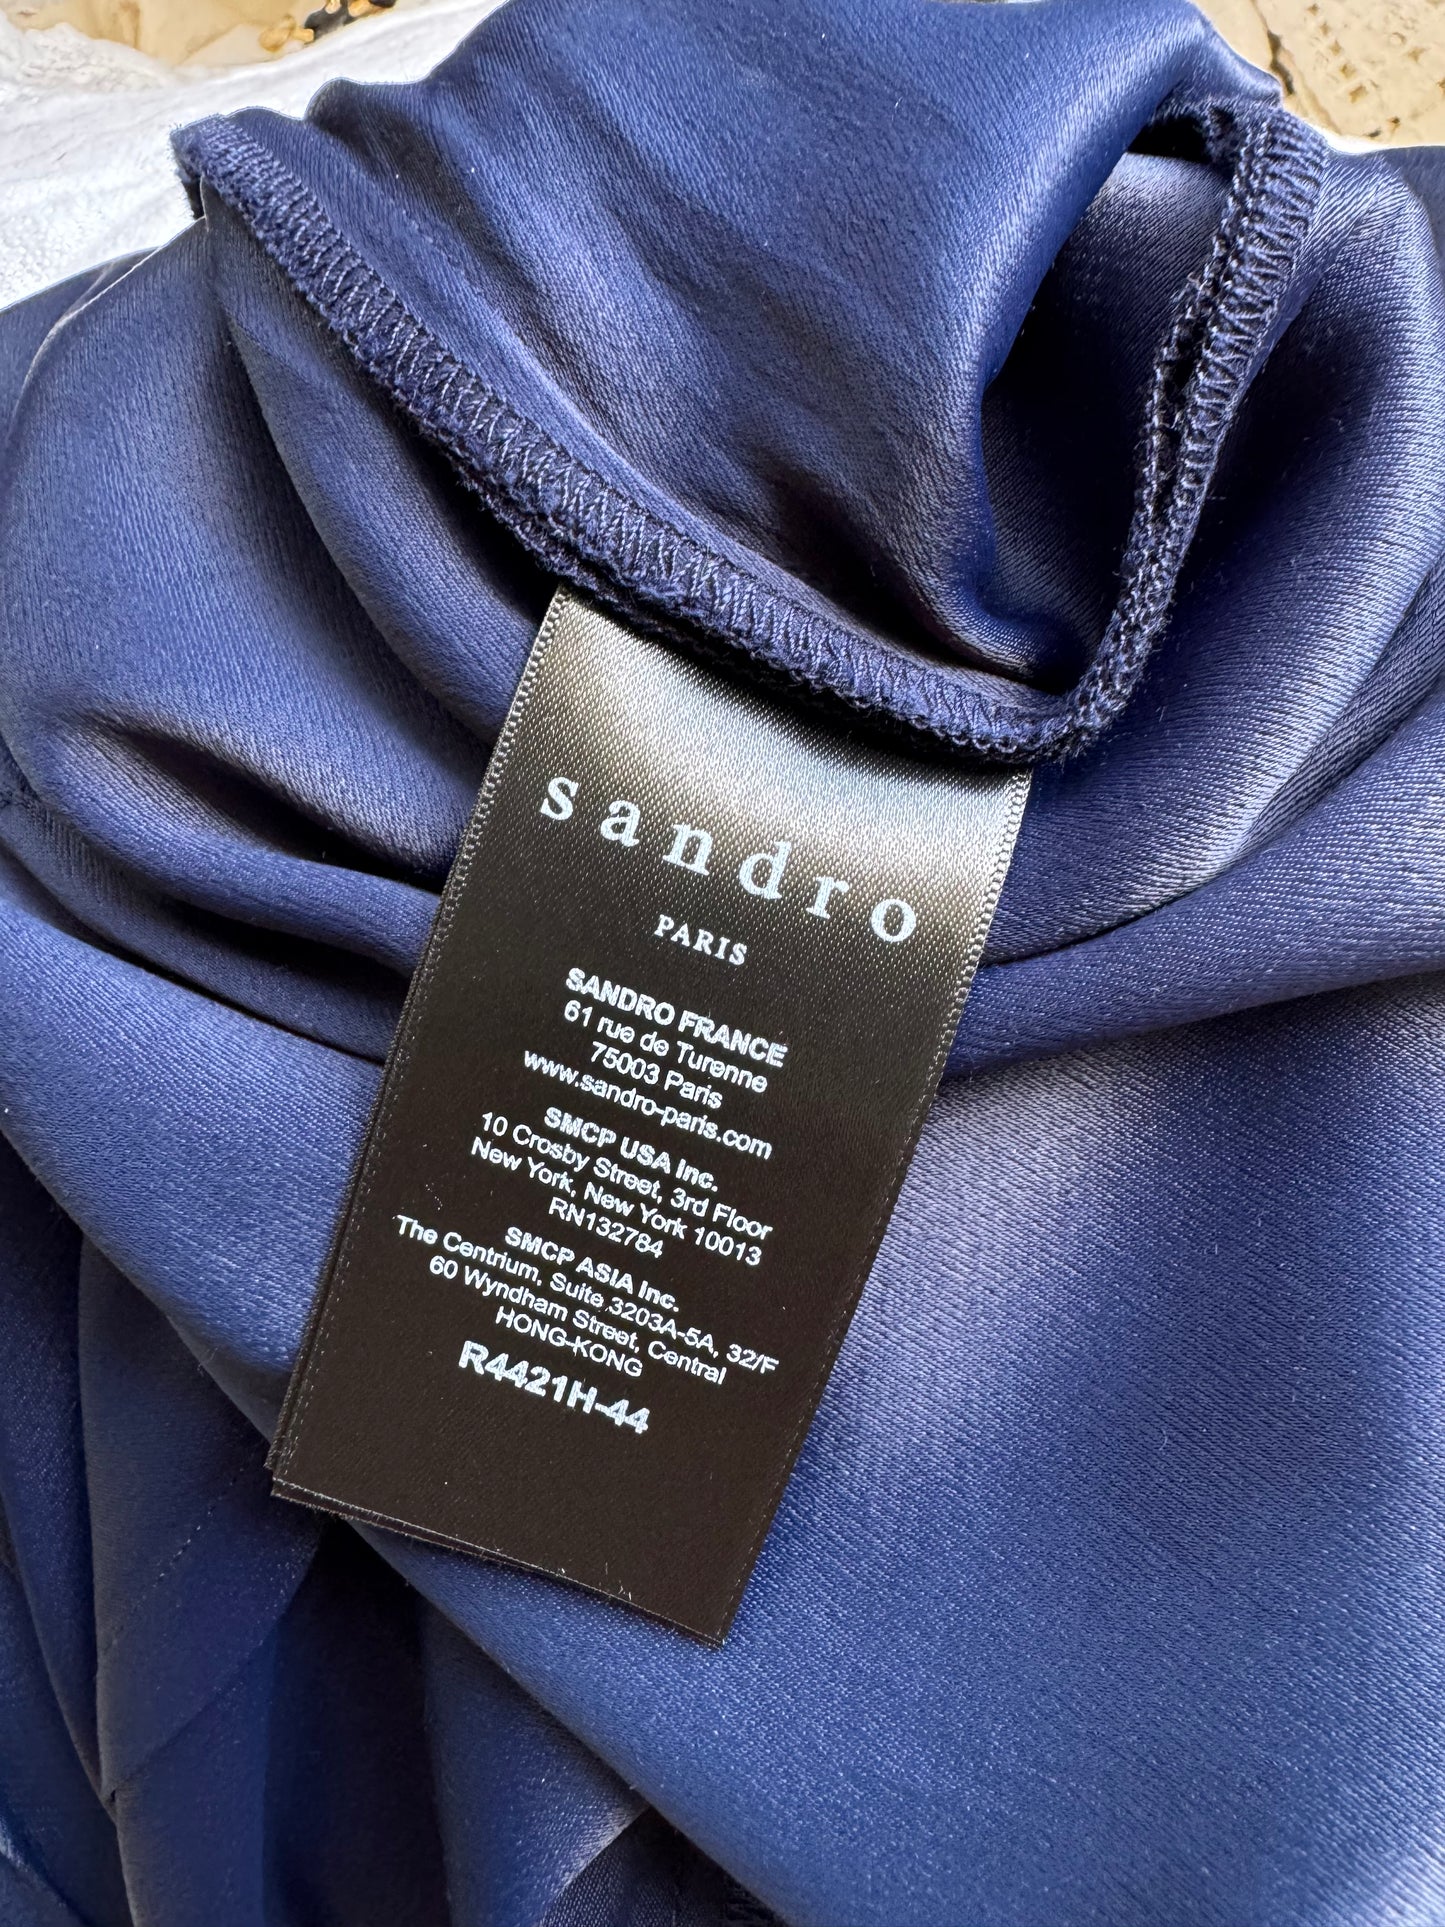 sandro
PARIS
SANDRO FRANCE
61 rue de Turenne
75003 Paris
www.sandro-paris.com
SMCP USA Inc.
10 Crosby Street, 3rd Floor
New York, New York 10013
RN132784
SMCP ASIA Inc.
The Centrium, Suite 3203A-5A, 32/F
60 Wyndham Street, Central
HONG-KONG
R4421H-44